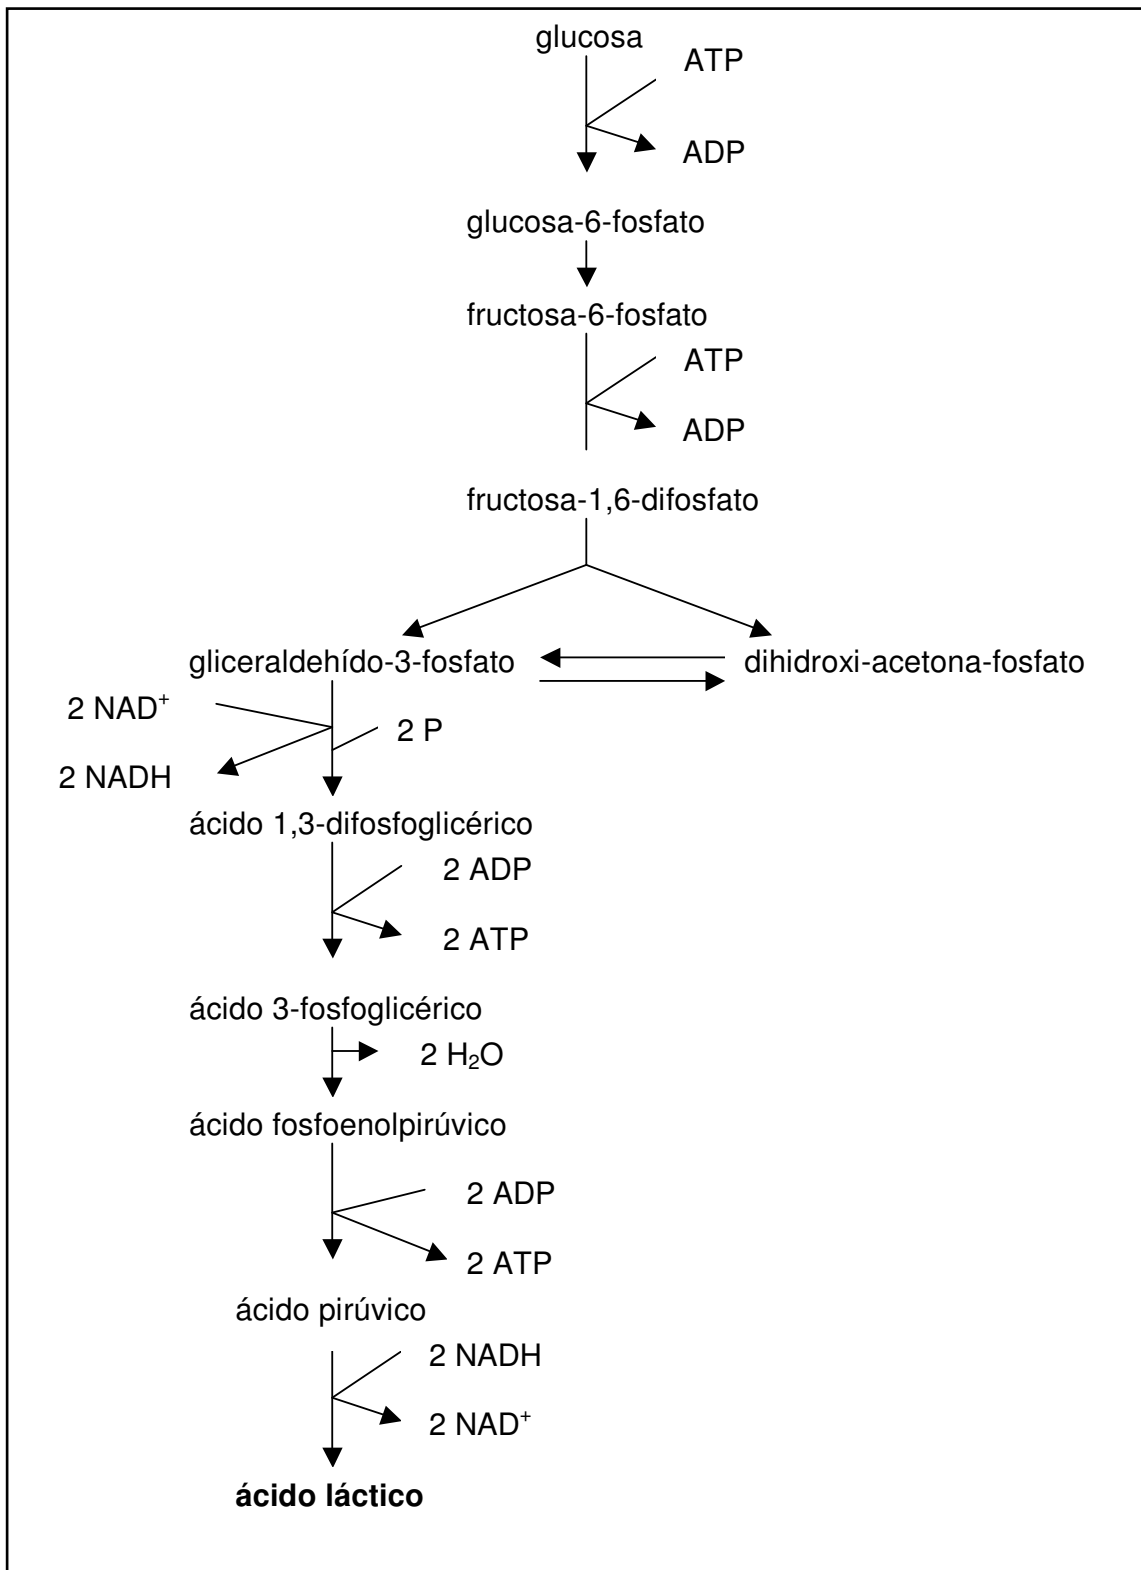 glucosa
ATP
ADP
glucosa-6-fosfato
fructosa-6-fosfato
ATP
ADP
fructosa-1,6-difosfato
gliceraldehído-3-fosfato
dihidroxi-acetona-fosfato
2 NAD⁺
2 P
2 NADH
ácido 1,3-difosfoglicérico
2 ADP
2 ATP
ácido 3-fosfoglicérico
2 H₂O
ácido fosfoenolpirúvico
2 ADP
2 ATP
ácido pirúvico
2 NADH
2 NAD⁺
ácido láctico